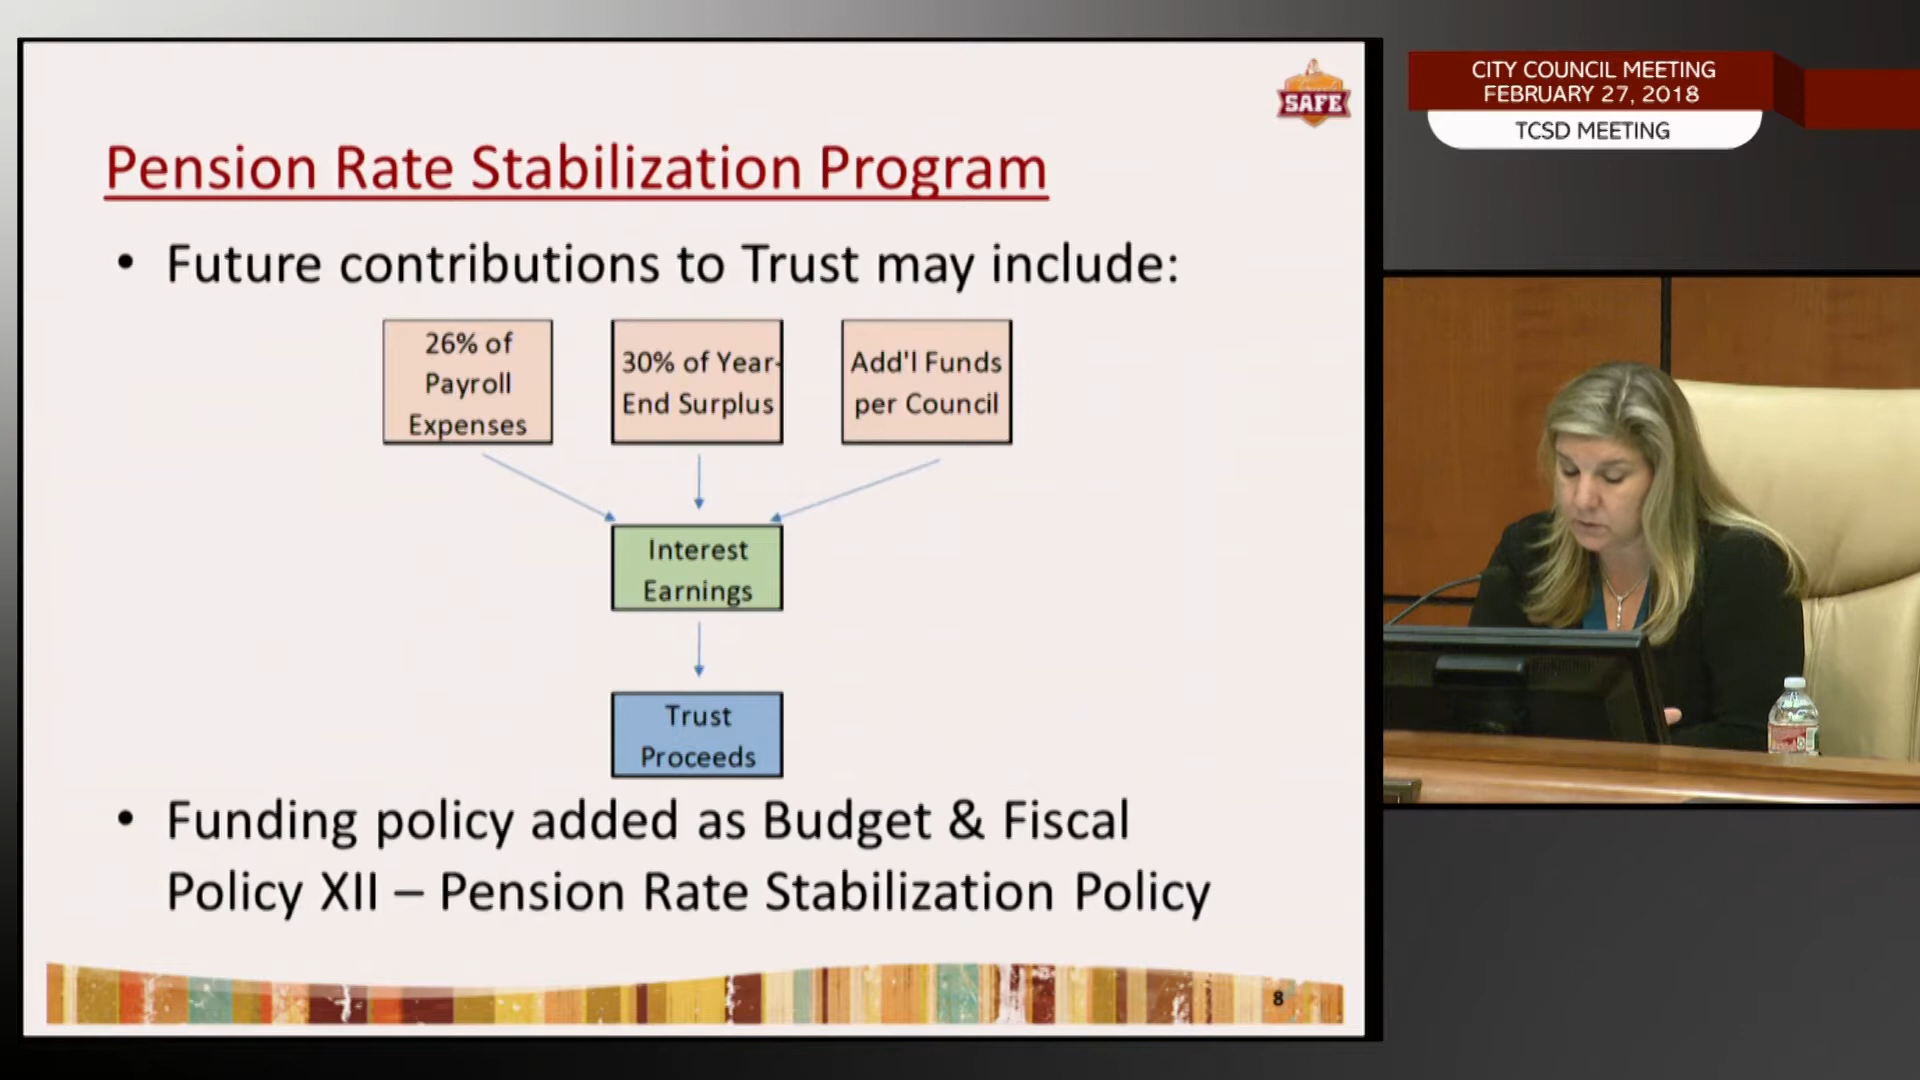 SAFE
CITY COUNCIL MEETING
FEBRUARY 27, 2018
TCSD MEETING
Pension Rate Stabilization Program
• Future contributions to Trust may include:
26% of
Payroll
Expenses
30% of Year-
End Surplus
Add'l Funds
per Council
Interest
Earnings
Trust
Proceeds
• Funding policy added as Budget & Fiscal
Policy XII – Pension Rate Stabilization Policy
8